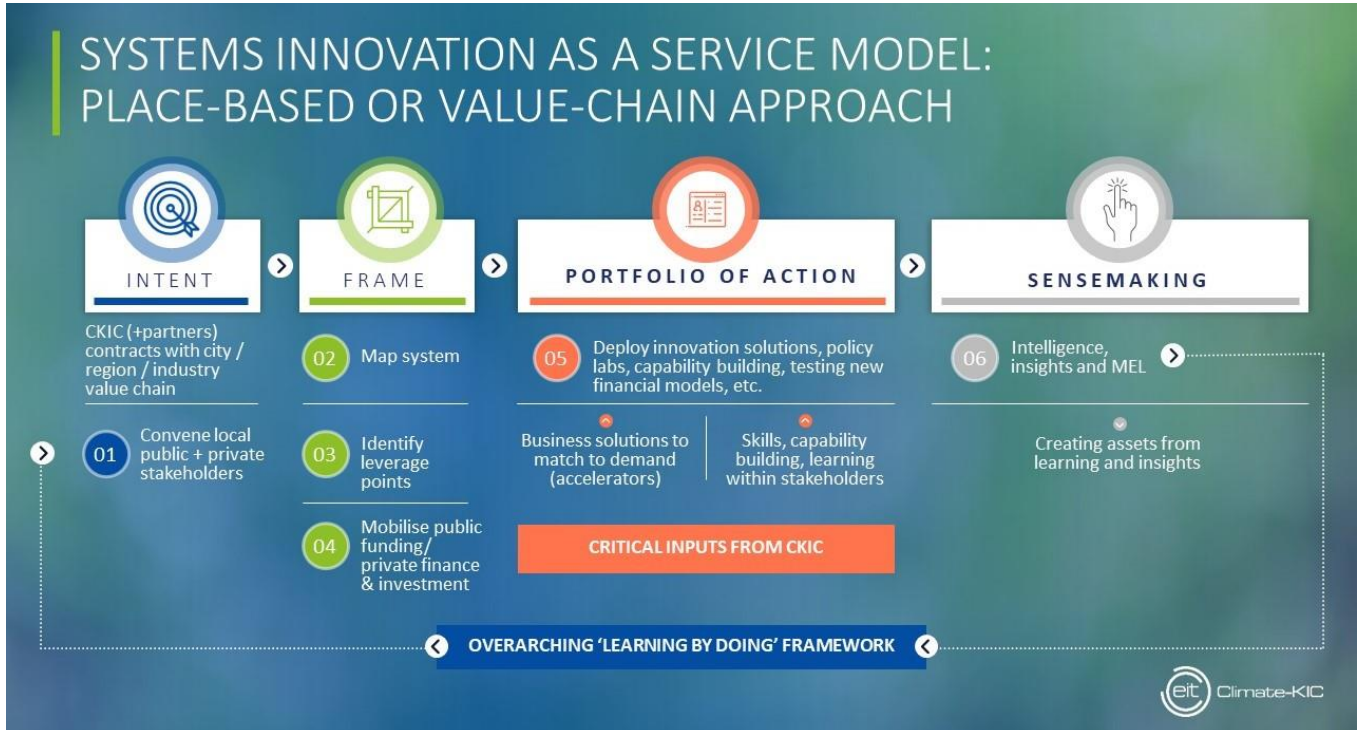 SYSTEMS INNOVATION AS A SERVICE MODEL:
PLACE-BASED OR VALUE-CHAIN APPROACH
INTENT
CKIC (+partners)
contracts with city /
region / industry
value chain
01
Convene local
public + private
stakeholders
FRAME
02
Map system
03
Identify
leverage
points
04
Mobilise public
funding/
private finance
& investment
PORTFOLIO OF ACTION
05
Deploy innovation solutions, policy
labs, capability building, testing new
financial models, etc.
Business solutions to
match to demand
(accelerators)
Skills, capability
building, learning
within stakeholders
CRITICAL INPUTS FROM CKIC
SENSEMAKING
06
Intelligence,
insights and MEL
Creating assets from
learning and insights
OVERARCHING ‘LEARNING BY DOING’ FRAMEWORK
eit Climate-KIC